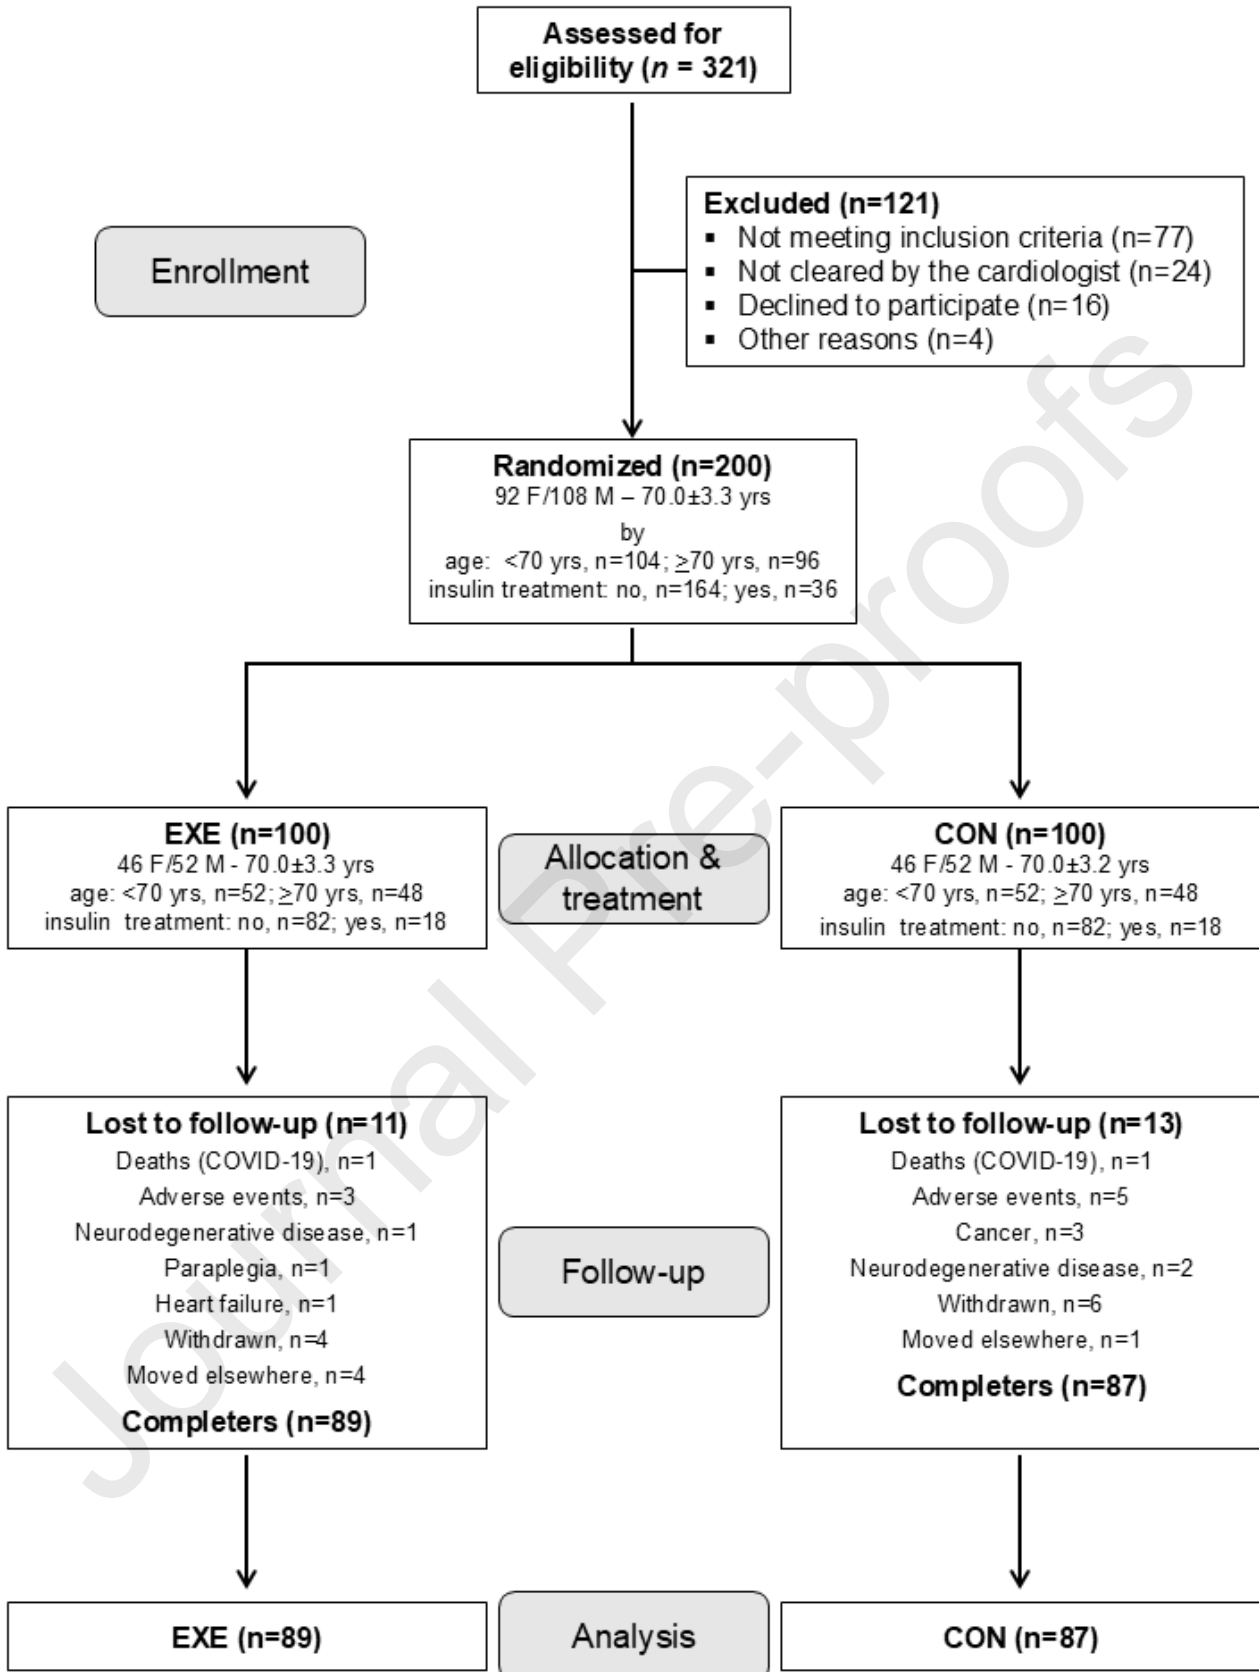 Assessed for
eligibility (n = 321)
Excluded (n=121)
▪ Not meeting inclusion criteria (n=77)
▪ Not cleared by the cardiologist (n=24)
▪ Declined to participate (n=16)
▪ Other reasons (n=4)
Enrollment
Randomized (n=200)
92 F/108 M – 70.0±3.3 yrs
by
age: <70 yrs, n=104; ≥70 yrs, n=96
insulin treatment: no, n=164; yes, n=36
EXE (n=100)
46 F/52 M - 70.0±3.3 yrs
age: <70 yrs, n=52; ≥70 yrs, n=48
insulin treatment: no, n=82; yes, n=18
Allocation &
treatment
CON (n=100)
46 F/52 M - 70.0±3.2 yrs
age: <70 yrs, n=52; ≥70 yrs, n=48
insulin treatment: no, n=82; yes, n=18
Lost to follow-up (n=11)
Deaths (COVID-19), n=1
Adverse events, n=3
Neurodegenerative disease, n=1
Paraplegia, n=1
Heart failure, n=1
Withdrawn, n=4
Moved elsewhere, n=4
Completers (n=89)
Follow-up
Lost to follow-up (n=13)
Deaths (COVID-19), n=1
Adverse events, n=5
Cancer, n=3
Neurodegenerative disease, n=2
Withdrawn, n=6
Moved elsewhere, n=1
Completers (n=87)
EXE (n=89)
Analysis
CON (n=87)
Journal Pre-proofs